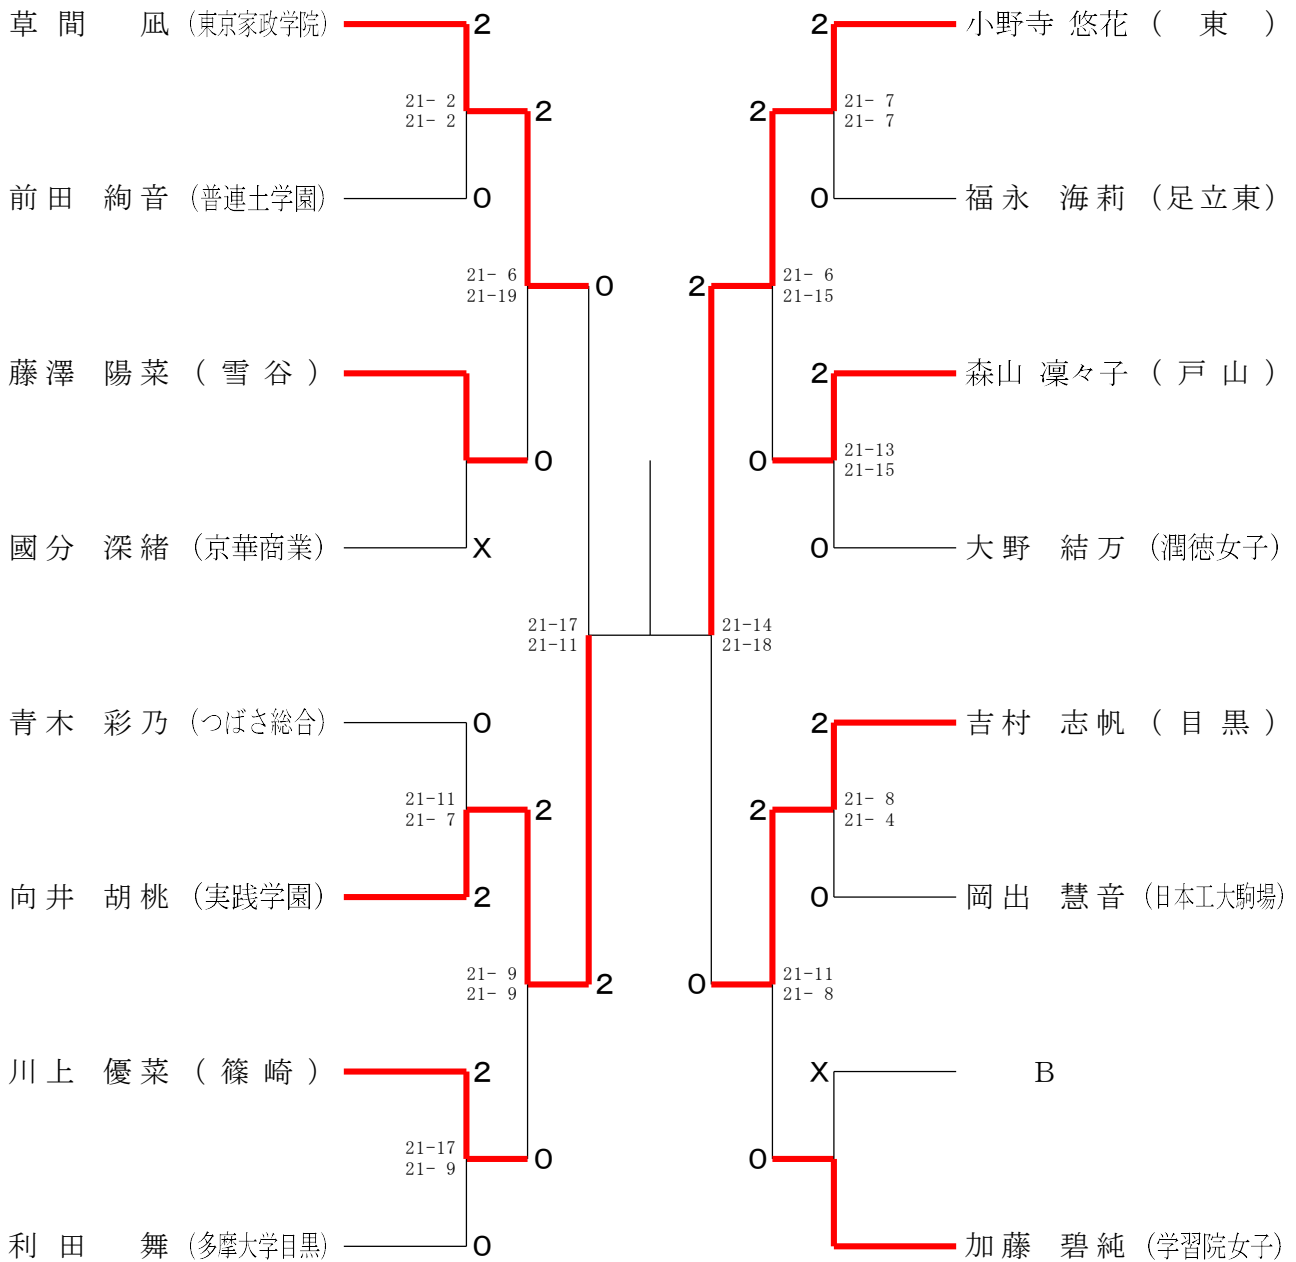 草間 凪 (東京家政学院) 2
2 小野寺 悠花 ( 東 )
21- 2
21- 2
2
2
21- 7
21- 7
前田 絢音 (普連土学園) 0
0 福永 海莉 (足立東)
21- 6
21-19
0
2
21- 6
21-15
藤澤 陽菜 ( 雪谷 )
2 森山 凜々子 ( 戸山 )
0
0
21-13
21-15
國分 深緒 (京華商業) X
0 大野 結万 (潤徳女子)
21-17
21-11
21-14
21-18
青木 彩乃 (つばさ総合) 0
2 吉村 志帆 ( 目黒 )
21-11
21- 7
2
2
21- 8
21- 4
向井 胡桃 (実践学園) 2
0 岡出 慧音 (日本工大駒場)
21- 9
21- 9
2
0
21-11
21- 8
川上 優菜 ( 篠崎 ) 2
X B
21-17
21- 9
0
0
利田 舞 (多摩大学目黒) 0
加藤 碧純 (学習院女子)